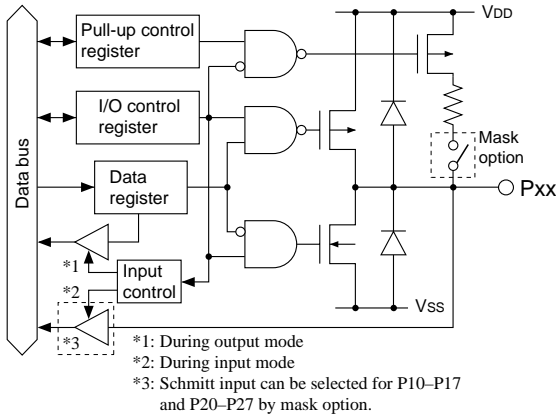 VDD
Pull-up control
register
I/O control
register
Mask
option
Data bus
Data
register
Pxx
*1
Input
control
*2
VSS
*3
*1: During output mode
*2: During input mode
*3: Schmitt input can be selected for P10–P17
and P20–P27 by mask option.